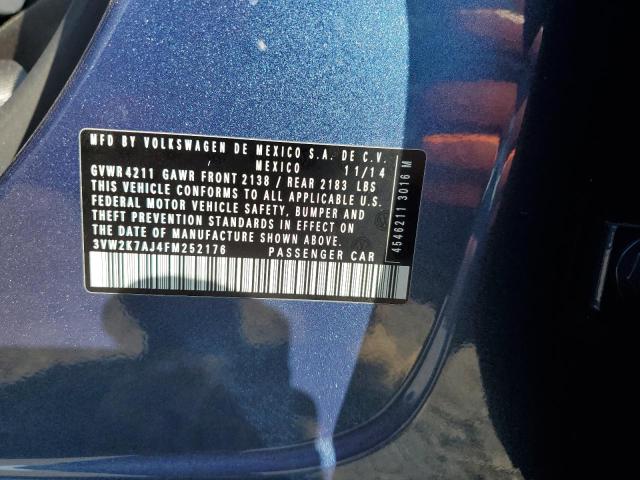 MFD BY VOLKSWAGEN DE MEXICO S.A. DE C.V.
MEXICO 11/14
GVWR4211 GAWR FRONT 2138 / REAR 2183 LBS
THIS VEHICLE CONFORMS TO ALL APPLICABLE U.S.
FEDERAL MOTOR VEHICLE SAFETY, BUMPER AND
THEFT PREVENTION STANDARDS IN EFFECT ON
THE DATE OF MANUFACTURE SHOWN ABOVE.
3VW2K7AJ4FM252176 PASSENGER CAR
4546211 3016 M